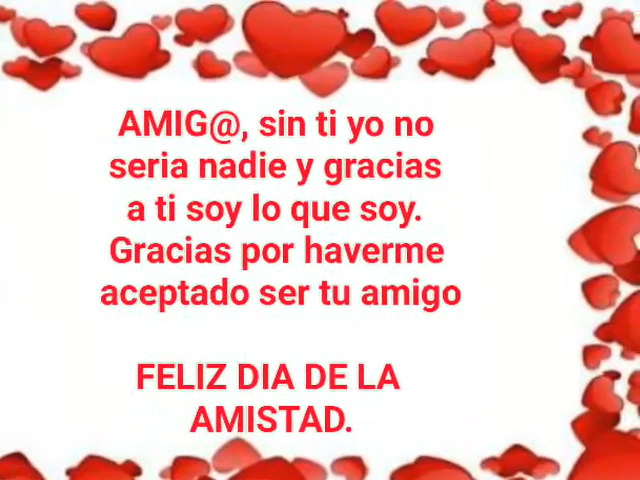 AMIG@, sin ti yo no
seria nadie y gracias
a ti soy lo que soy.
Gracias por haverme
aceptado ser tu amigo
FELIZ DIA DE LA
AMISTAD.